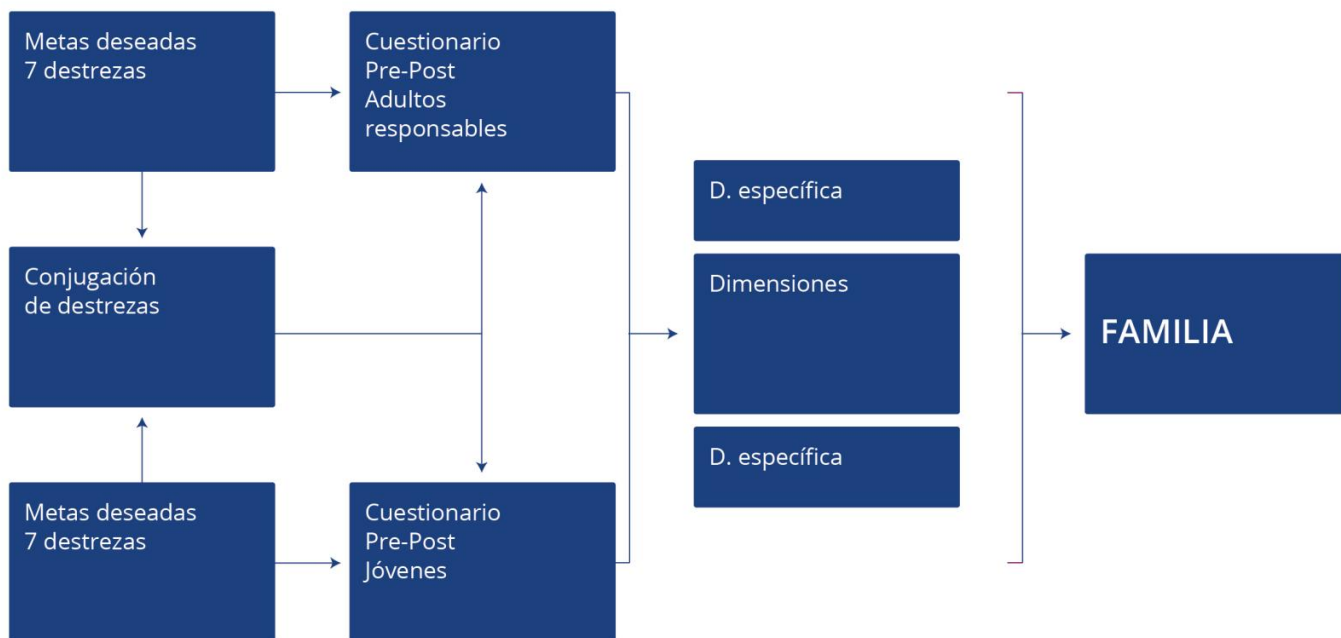 Metas deseadas
7 destrezas
Cuestionario
Pre-Post
Adultos
responsables
Conjugación
de destrezas
Metas deseadas
7 destrezas
Cuestionario
Pre-Post
Jóvenes
D. específica
Dimensiones
D. específica
FAMILIA